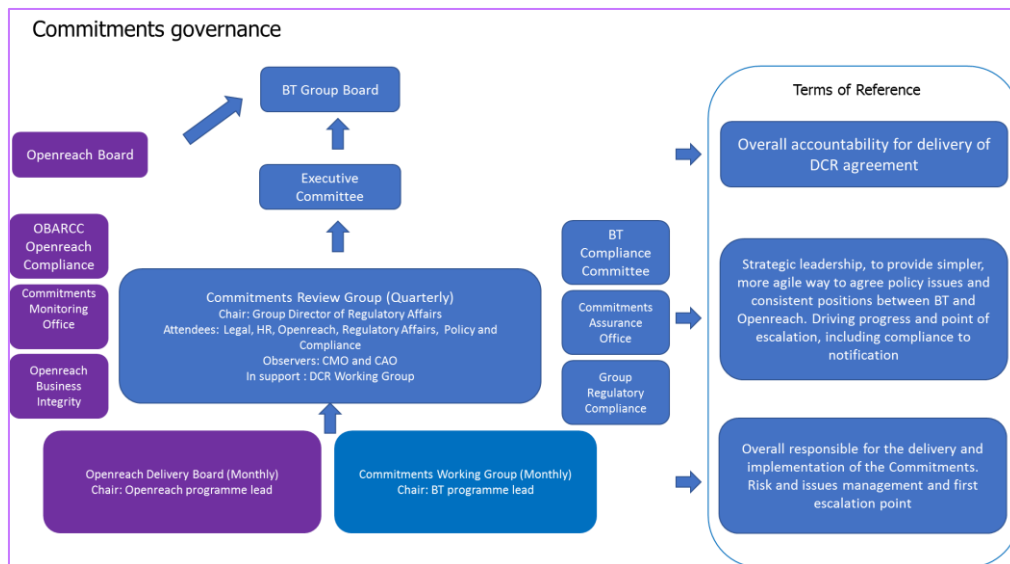 Commitments governance
BT Group Board
Openreach Board
Executive
Committee
OBARCC
Openreach
Compliance
Commitments
Monitoring
Office
Openreach
Business
Integrity
Commitments Review Group (Quarterly)
Chair: Group Director of Regulatory Affairs
Attendees: Legal, HR, Openreach, Regulatory Affairs, Policy and
Compliance
Observers: CMO and CAO
In support : DCR Working Group
Openreach Delivery Board (Monthly)
Chair: Openreach programme lead
Commitments Working Group (Monthly)
Chair: BT programme lead
BT
Compliance
Committee
Commitments
Assurance
Office
Group
Regulatory
Compliance
Terms of Reference
Overall accountability for delivery of
DCR agreement
Strategic leadership, to provide simpler,
more agile way to agree policy issues and
consistent positions between BT and
Openreach. Driving progress and point of
escalation, including compliance to
notification
Overall responsible for the delivery and
implementation of the Commitments.
Risk and issues management and first
escalation point